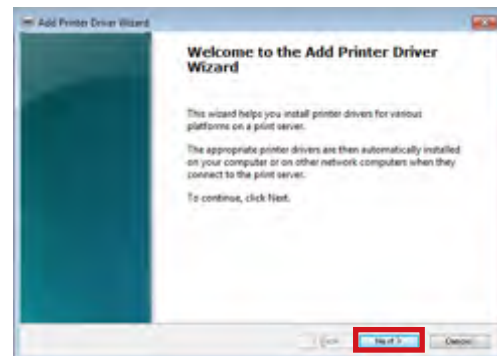 Add Printer Driver Wizard
Welcome to the Add Printer Driver
Wizard
This wizard helps you install printer drivers for various
platforms on a print server.
The appropriate printer drivers are then automatically installed
on your computer or on other network computers when they
connect to the print server.
To continue, click Next.
< Back
Next >
Cancel